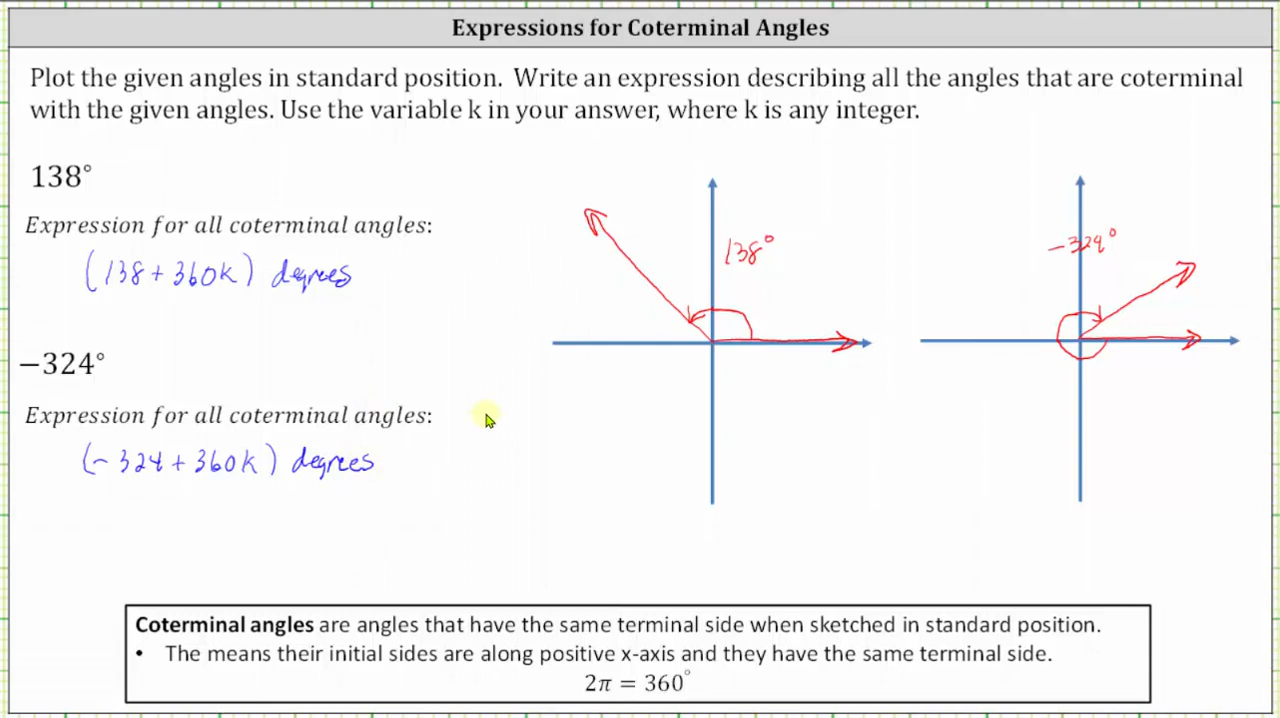 Expressions for Coterminal Angles
Plot the given angles in standard position. Write an expression describing all the angles that are coterminal
with the given angles. Use the variable k in your answer, where k is any integer.
138°
Expression for all coterminal angles:
(138 + 360k) degrees
−324°
Expression for all coterminal angles:
(−324 + 360k) degrees
138°
−324°
Coterminal angles are angles that have the same terminal side when sketched in standard position.
• The means their initial sides are along positive x-axis and they have the same terminal side.
2π = 360°